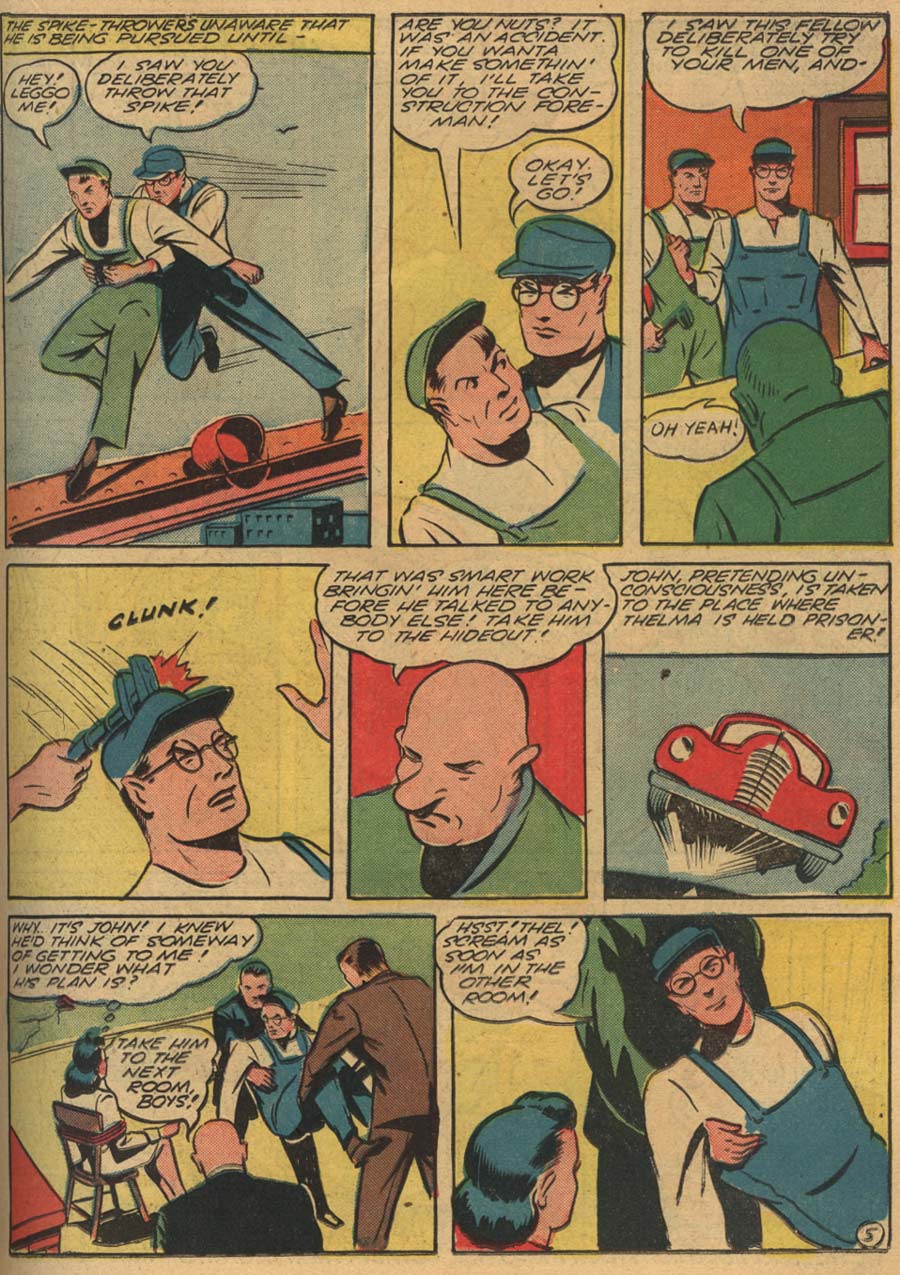 THE SPIKE-THROWER'S UNAWARE THAT
HE IS BEING PURSUED UNTIL -
HEY!
LEGGO
ME!
I SAW YOU
DELIBERATELY
THROW THAT
SPIKE!
ARE YOU NUTS? IT
WAS AN ACCIDENT.
IF YOU WANTA
MAKE SOMETHIN'
OF IT, I'LL TAKE
YOU TO THE CON-
STRUCTION FORE-
MAN!
OKAY.
LET'S
GO!
I SAW THIS FELLOW
DELIBERATELY TRY
TO KILL ONE OF
YOUR MEN, AND-
OH YEAH!
CLUNK!
THAT WAS SMART WORK
BRINGIN' HIM HERE BE-
FORE HE TALKED TO ANY-
BODY ELSE! TAKE HIM
TO THE HIDEOUT!
JOHN, PRETENDING UN-
CONSCIOUSNESS, IS TAKEN
TO THE PLACE WHERE
THELMA IS HELD PRISON-
ER!
WHY, IT'S JOHN! I KNEW
HE'D THINK OF SOMEWAY
OF GETTING TO ME!
I WONDER WHAT
HIS PLAN IS?
TAKE HIM
TO THE
NEXT
ROOM,
BOYS!
HSST! THEL!
SCREAM AS
SOON AS
I'M IN THE
OTHER
ROOM!
5